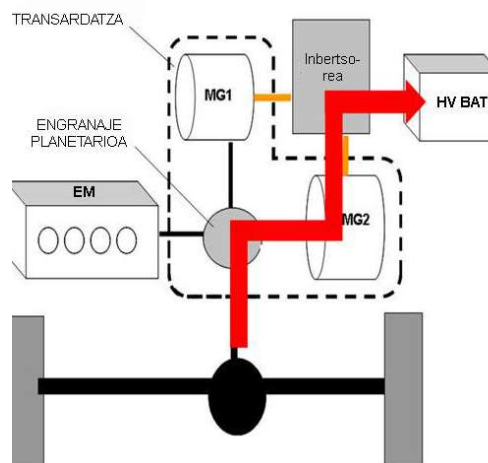 TRANSARDATZA
MG1
Inbertso-
rea
HV BAT
ENGRANAJE
PLANETARIOA
EM
MG2